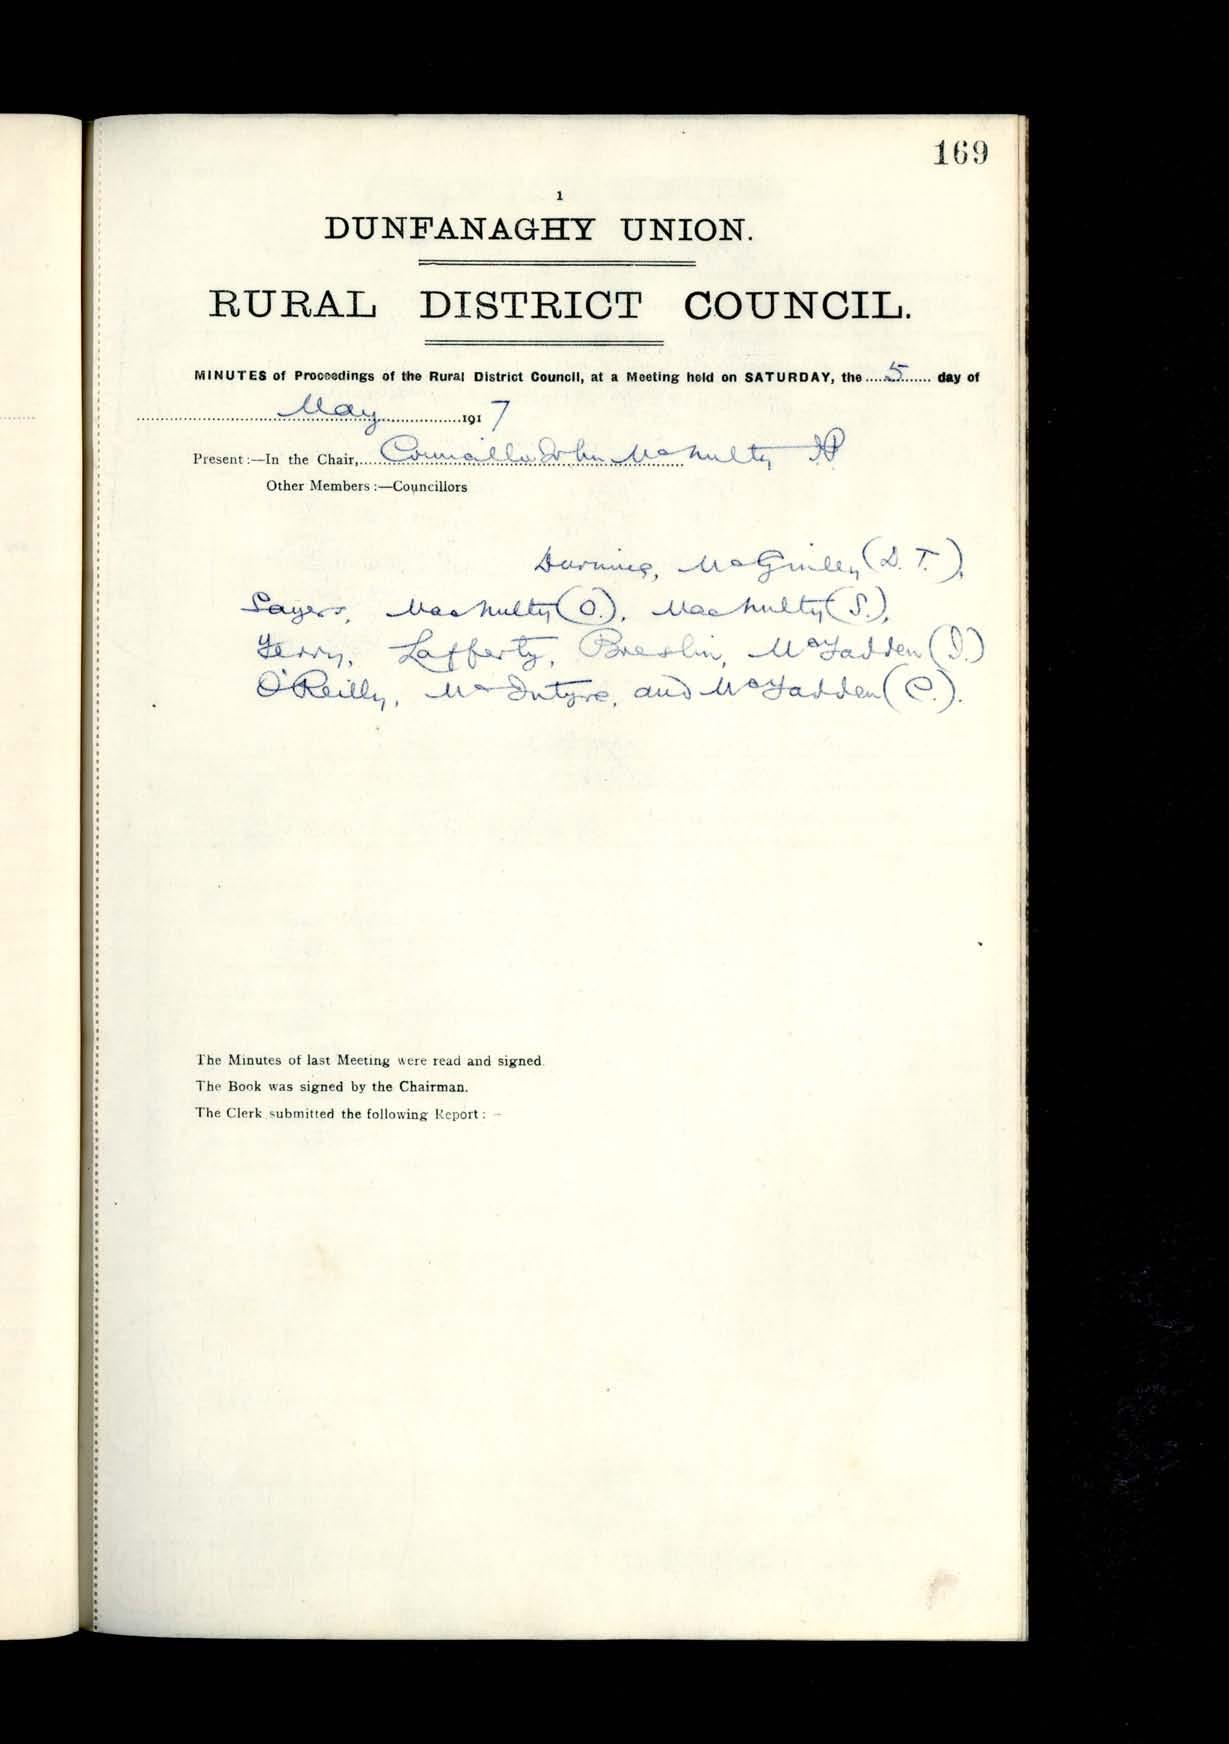 169
1
DUNFANAGHY UNION.
RURAL DISTRICT COUNCIL.
MINUTES of Proceedings of the Rural District Council, at a Meeting held on SATURDAY, the 5 day of
May 1917
Present:—In the Chair, Councillor John McNulty JP
Other Members:—Councillors
McGinley (D. T.),
Sayers, MacNulty (O.), MacNulty (S.),
Ferry, Lafferty, Breslin, McFadden (I.)
O'Reilly, McIntyre, and McFadden (C.).
The Minutes of last Meeting were read and signed.
The Book was signed by the Chairman.
The Clerk submitted the following Report:—